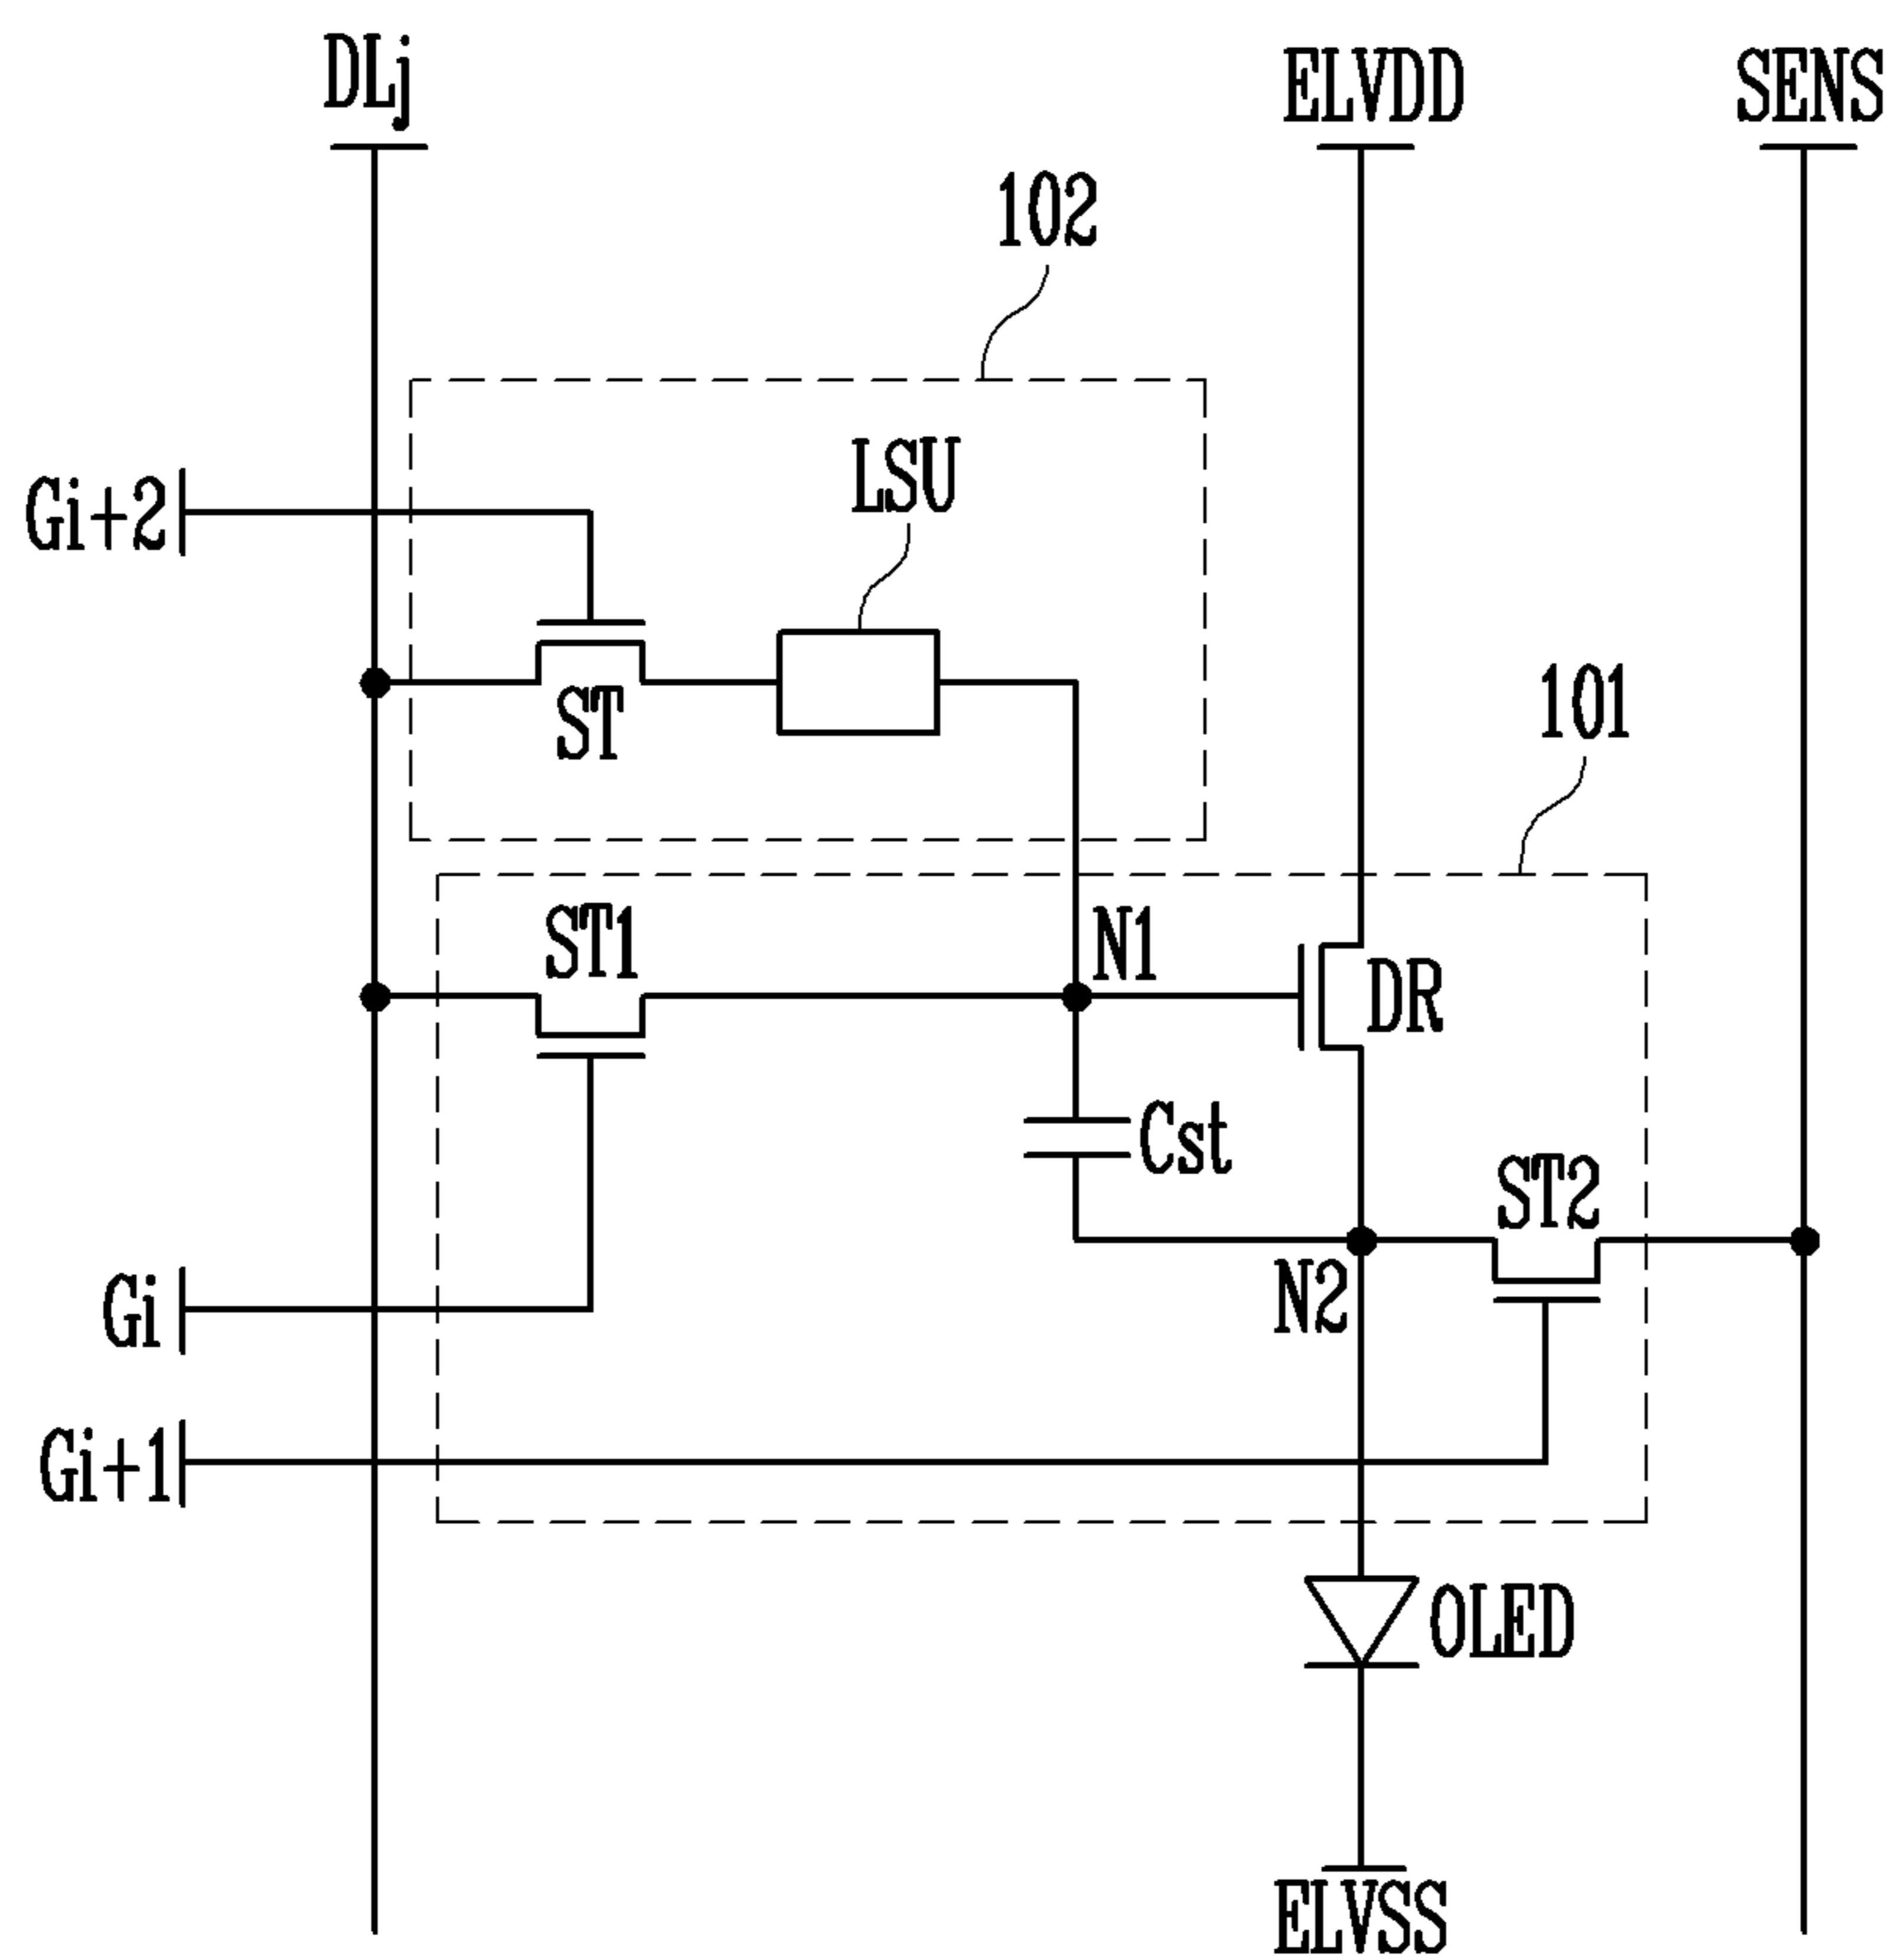 DLj
ELVDD
SENS
102
LSU
Gi+2
ST
101
ST1
N1
DR
Cst
ST2
N2
Gi
Gi+1
OLED
ELVSS